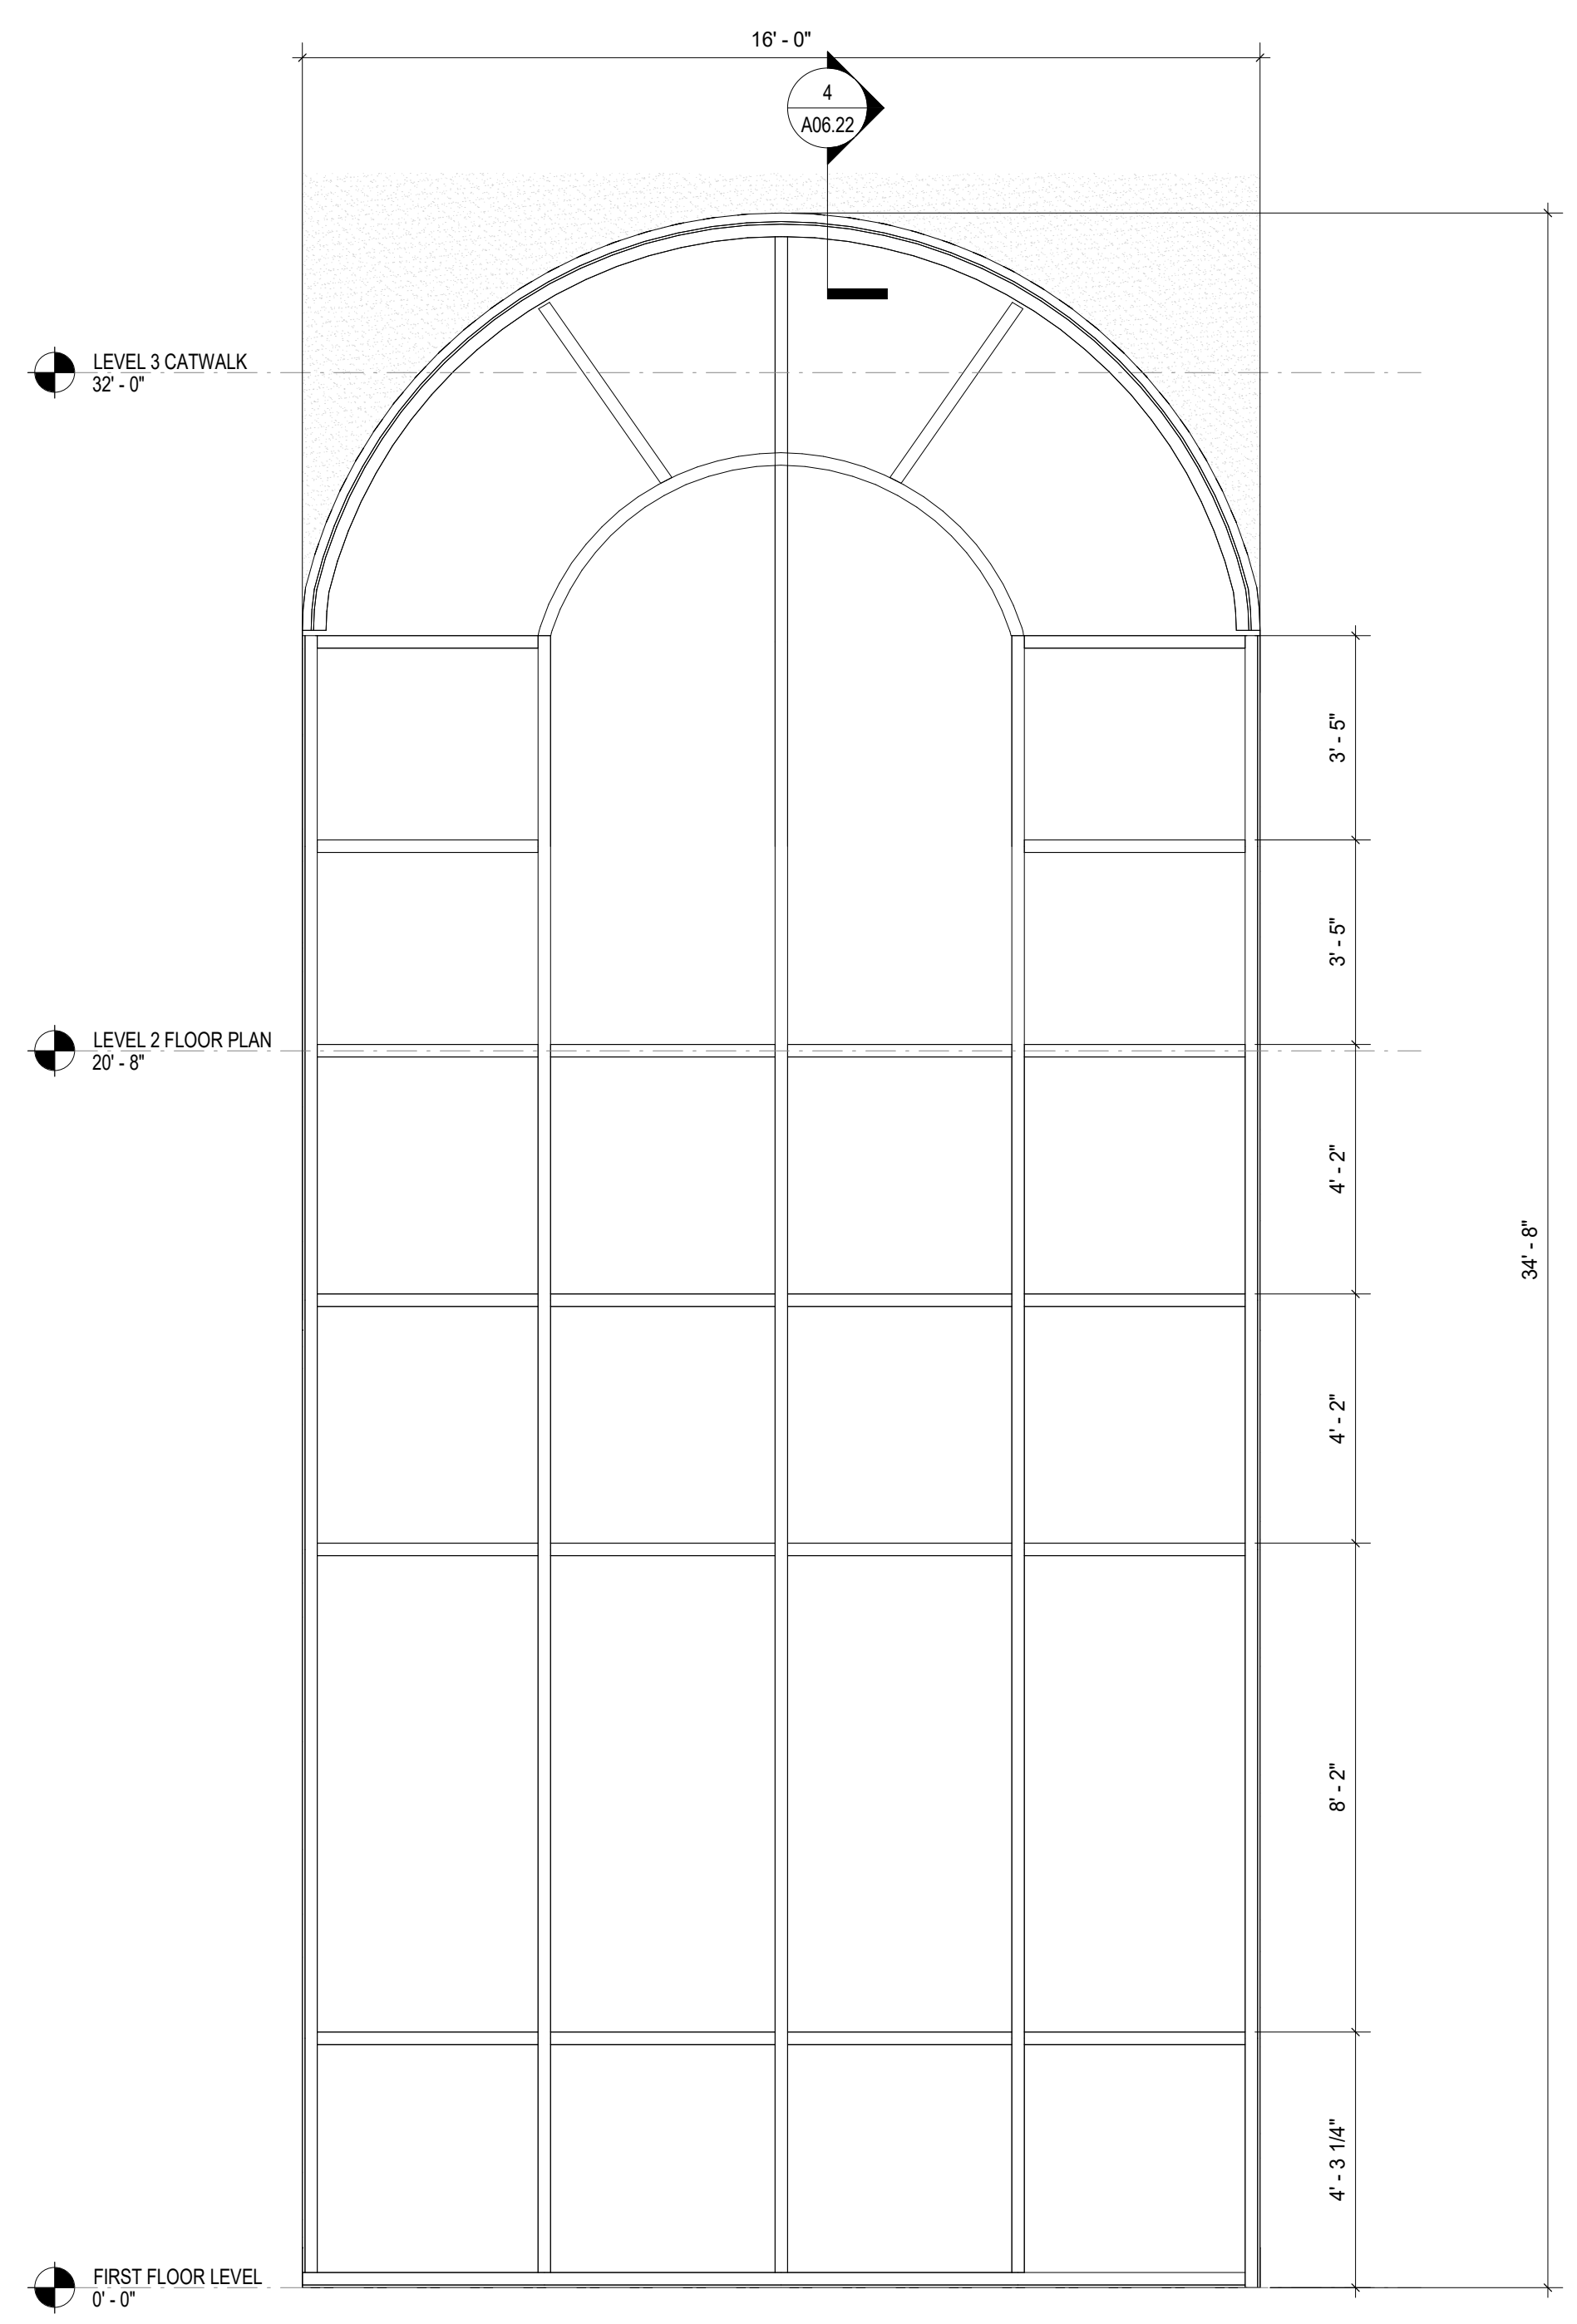 16' - 0"
4
A06.22
LEVEL 3 CATWALK
32' - 0"
3' - 5"
3' - 5"
LEVEL 2 FLOOR PLAN
20' - 8"
4' - 2"
34' - 8"
4' - 2"
8' - 2"
4' - 3 1/4"
FIRST FLOOR LEVEL
0' - 0"